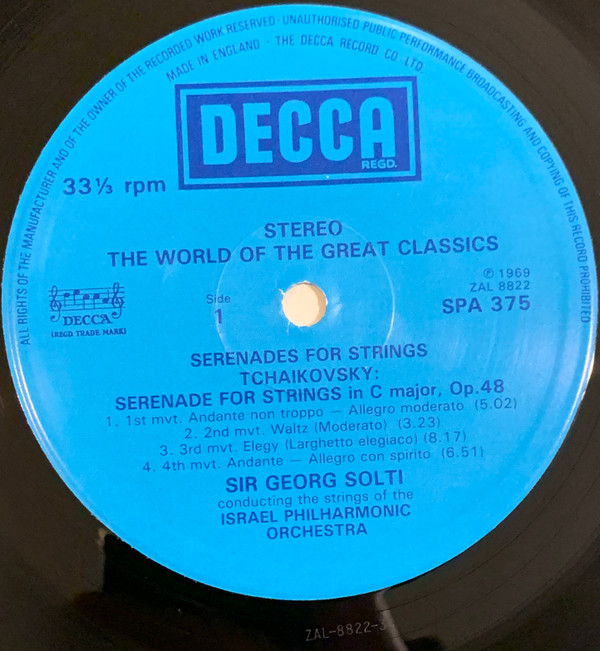 ALL RIGHTS OF THE MANUFACTURER AND OF THE OWNER OF THE RECORDED WORK RESERVED · UNAUTHORISED PUBLIC PERFORMANCE BROADCASTING AND COPYING OF THIS RECORD PROHIBITED
MADE IN ENGLAND · THE DECCA RECORD CO. LTD.
DECCA
REGD.
33⅓ rpm
STEREO
THE WORLD OF THE GREAT CLASSICS
DECCA
(REGD. TRADE MARK)
Side
1
℗ 1969
ZAL 8822
SPA 375
SERENADES FOR STRINGS
TCHAIKOVSKY:
SERENADE FOR STRINGS in C major, Op.48
1. 1st mvt. Andante non troppo — Allegro moderato (5.02)
2. 2nd mvt. Waltz (Moderato) (3.23)
3. 3rd mvt. Elegy (Larghetto elegiaco) (8.17)
4. 4th mvt. Andante — Allegro con spirito (6.51)
SIR GEORG SOLTI
conducting the strings of the
ISRAEL PHILHARMONIC
ORCHESTRA
ZAL-8822-3